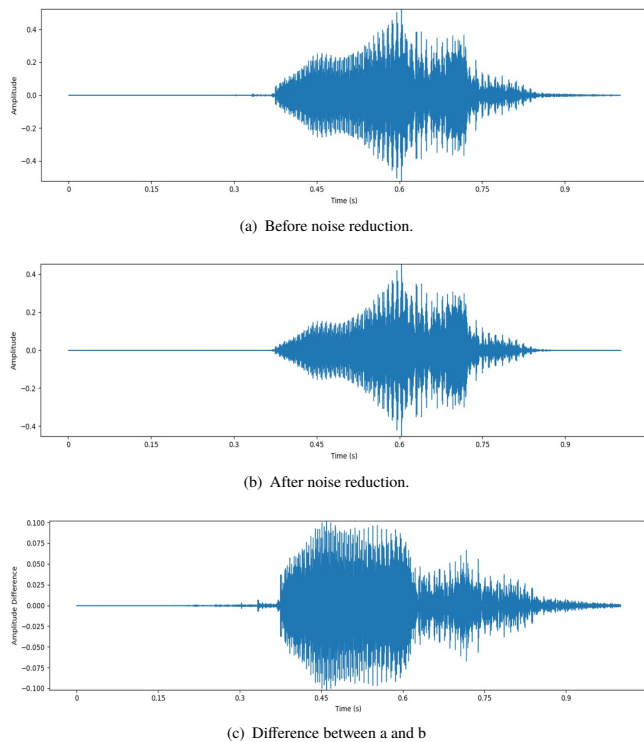 0.4
0.2
0.0
−0.2
−0.4
Amplitude
0 0.15 0.3 0.45 0.6 0.75 0.9
Time (s)
(a) Before noise reduction.
0.4
0.2
0.0
−0.2
−0.4
Amplitude
0 0.15 0.3 0.45 0.6 0.75 0.9
Time (s)
(b) After noise reduction.
0.100
0.075
0.050
0.025
0.000
−0.025
−0.050
−0.075
−0.100
Amplitude Difference
0 0.15 0.3 0.45 0.6 0.75 0.9
Time (s)
(c) Difference between a and b